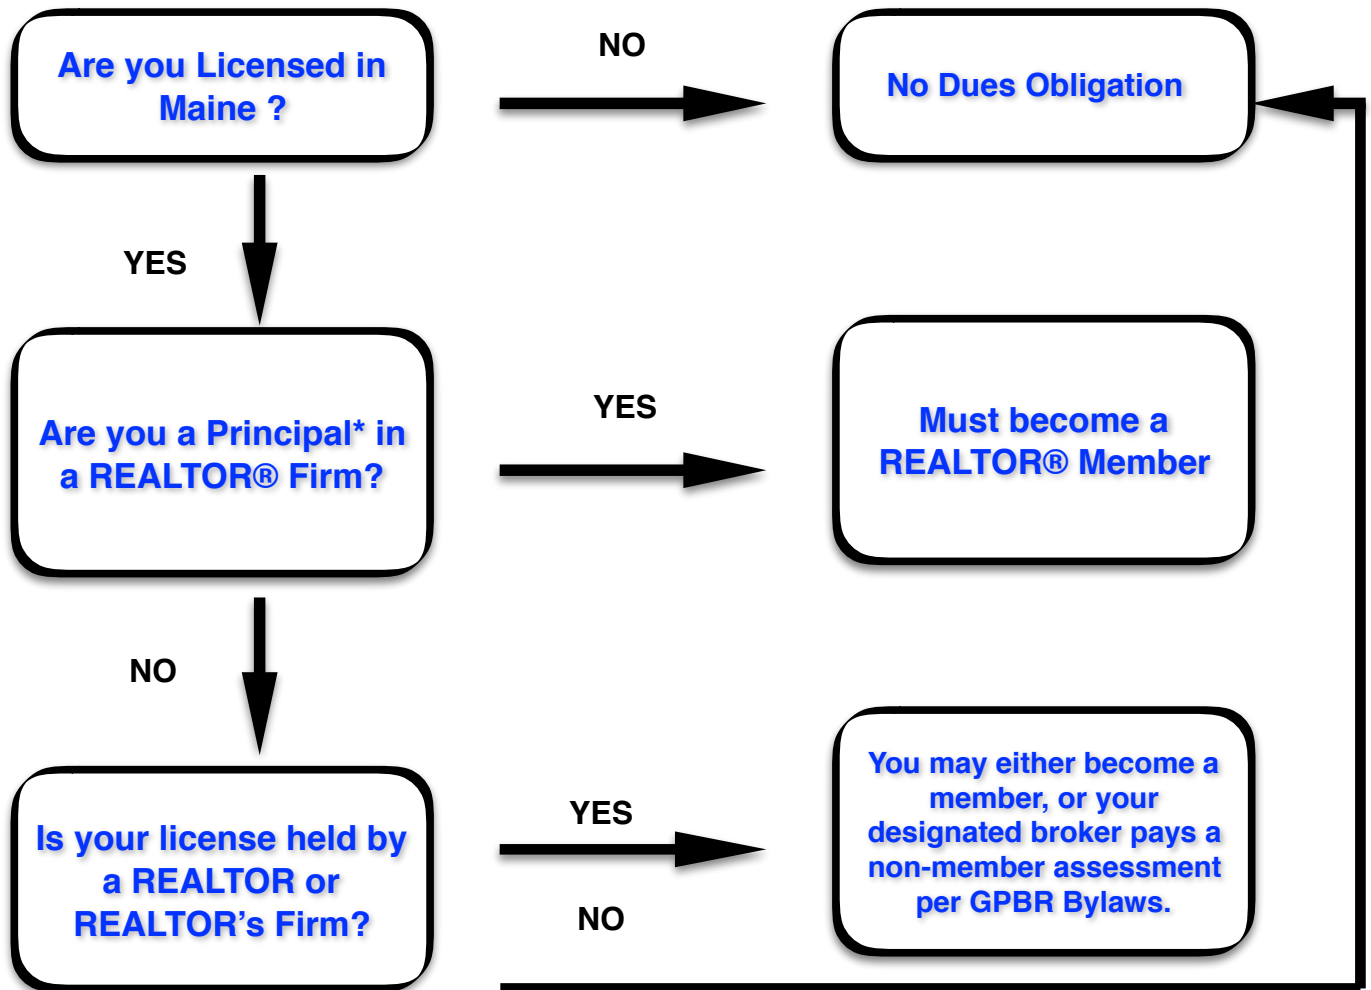 Are you Licensed in
Maine ?
NO
No Dues Obligation
YES
Are you a Principal* in
a REALTOR® Firm?
YES
Must become a
REALTOR® Member
NO
Is your license held by
a REALTOR or
REALTOR’s Firm?
YES
You may either become a
member, or your
designated broker pays a
non-member assessment
per GPBR Bylaws.
NO